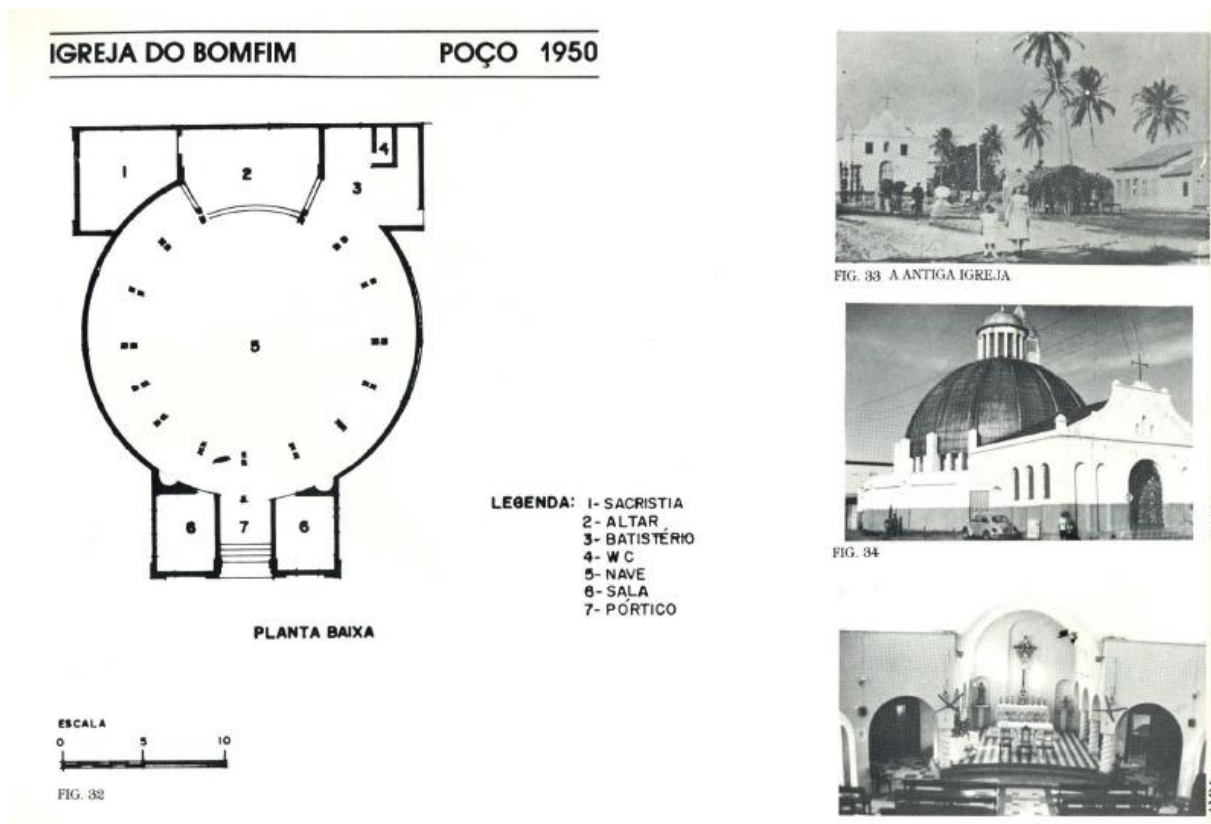 IGREJA DO BOMFIM POÇO 1950
1
2
3
4
5
6
7
6
LEGENDA: 1- SACRISTIA
2- ALTAR
3- BATISTÉRIO
4- WC
5- NAVE
6- SALA
7- PÓRTICO
PLANTA BAIXA
ESCALA
0 5 10
FIG. 32
FIG. 33 A ANTIGA IGREJA
FIG. 34